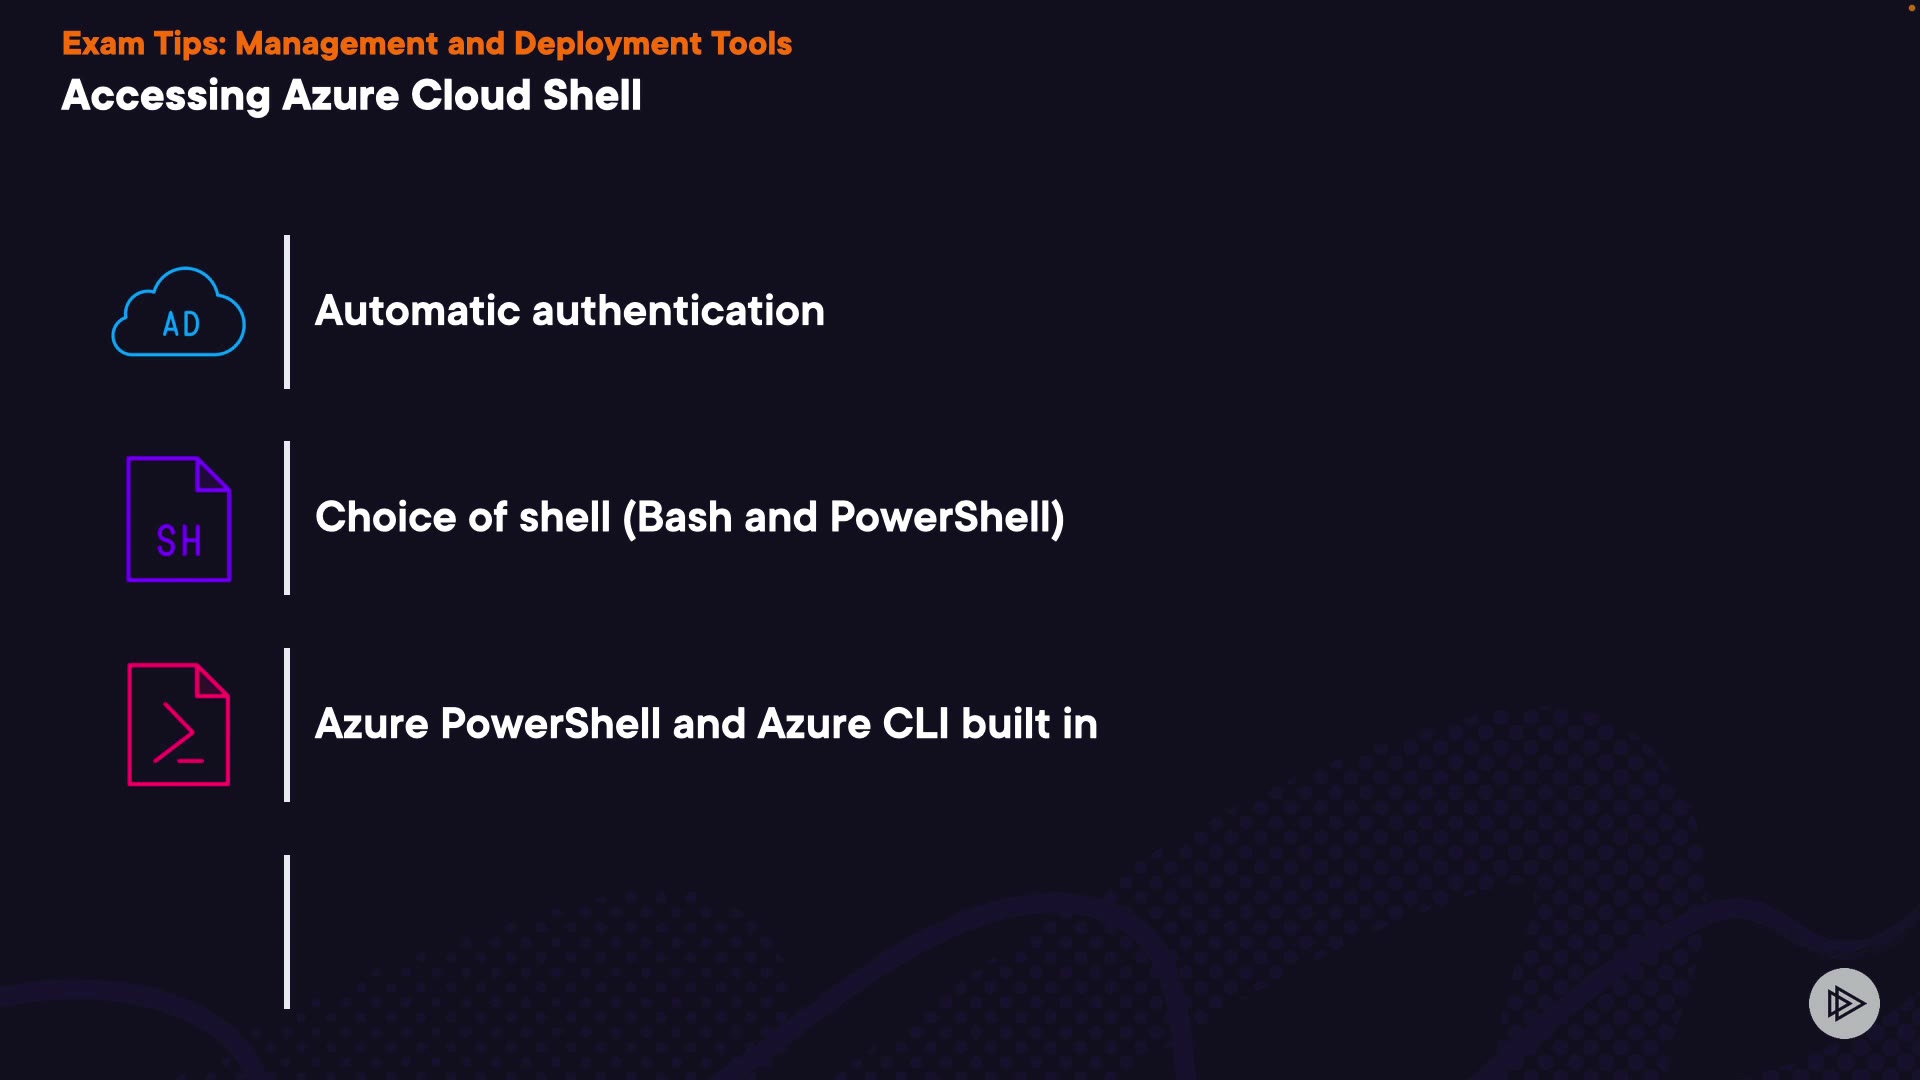 Exam Tips: Management and Deployment Tools
Accessing Azure Cloud Shell
AD
Automatic authentication
SH
Choice of shell (Bash and PowerShell)
Azure PowerShell and Azure CLI built in